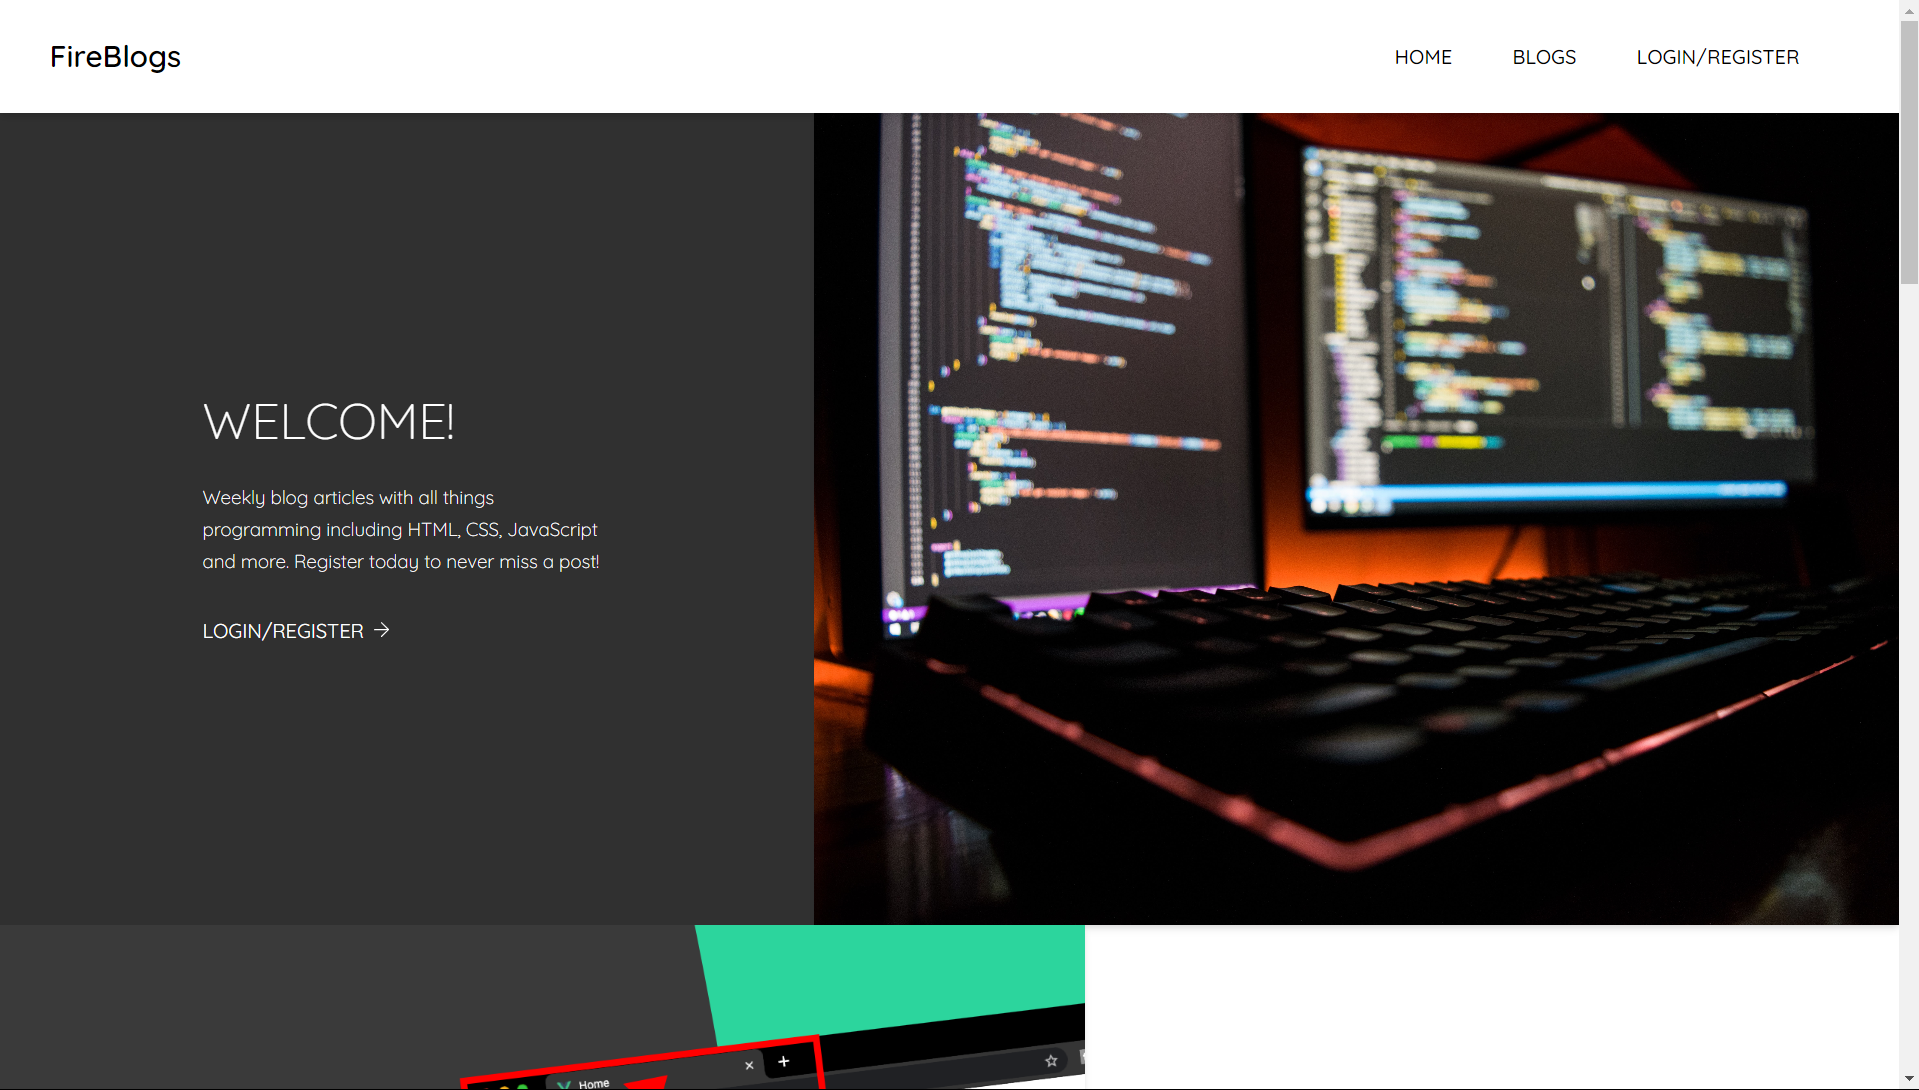 FireBlogs
HOME
BLOGS
LOGIN/REGISTER
WELCOME!
Weekly blog articles with all things
programming including HTML, CSS, JavaScript
and more. Register today to never miss a post!
LOGIN/REGISTER →
Home